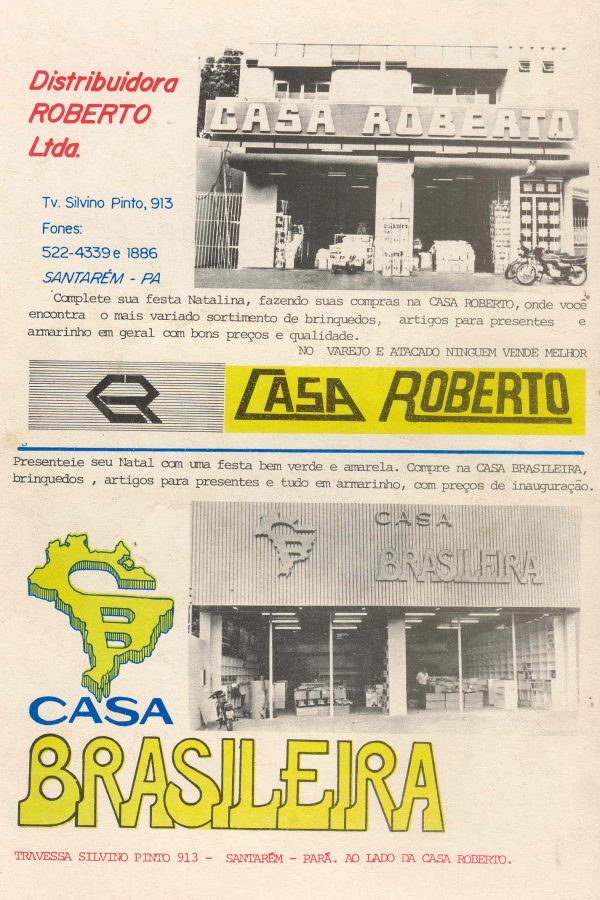 Distribuidora
ROBERTO
Ltda.
CASA ROBERTO
Tv. Silvino Pinto, 913
Fones:
522-4339 e 1886
SANTARÉM - PA
Complete sua festa Natalina, fazendo suas compras na CASA ROBERTO, onde você
encontra o mais variado sortimento de brinquedos, artigos para presentes e
armarinho em geral com bons preços e qualidade.
NO VAREJO E ATACADO NINGUEM VENDE MELHOR
CR
CASA ROBERTO
Presenteie seu Natal com uma festa bem verde e amarela. Compre na CASA BRASILEIRA,
brinquedos , artigos para presentes e tudo em armarinho, com preços de inauguração.
CB
CASA
BRASILEIRA
CB
CASA
BRASILEIRA
TRAVESSA SILVINO PINTO 913 - SANTARÉM - PARÁ. AO LADO DA CASA ROBERTO.